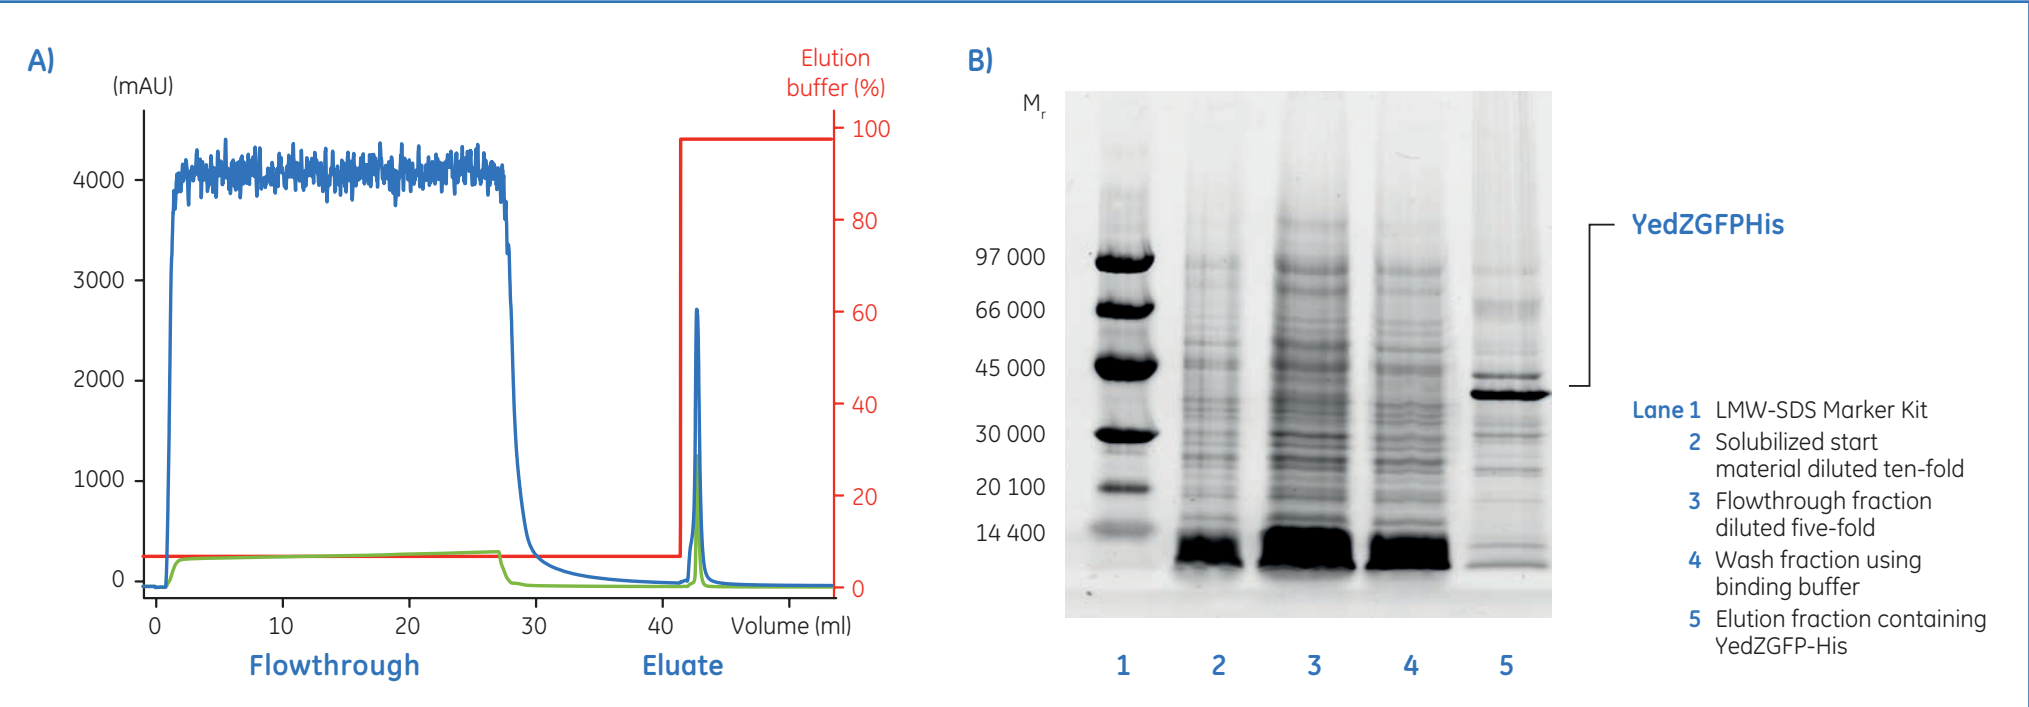 A)
(mAU)
Elution
buffer (%)
4000
3000
2000
1000
0
100
80
60
40
20
0
0 10 20 30 40 Volume (ml)
Flowthrough Eluate
B)
Mr
97 000
66 000
45 000
30 000
20 100
14 400
1 2 3 4 5
YedZGFPHis
Lane 1 LMW-SDS Marker Kit
2 Solubilized start
material diluted ten-fold
3 Flowthrough fraction
diluted five-fold
4 Wash fraction using
binding buffer
5 Elution fraction containing
YedZGFP-His